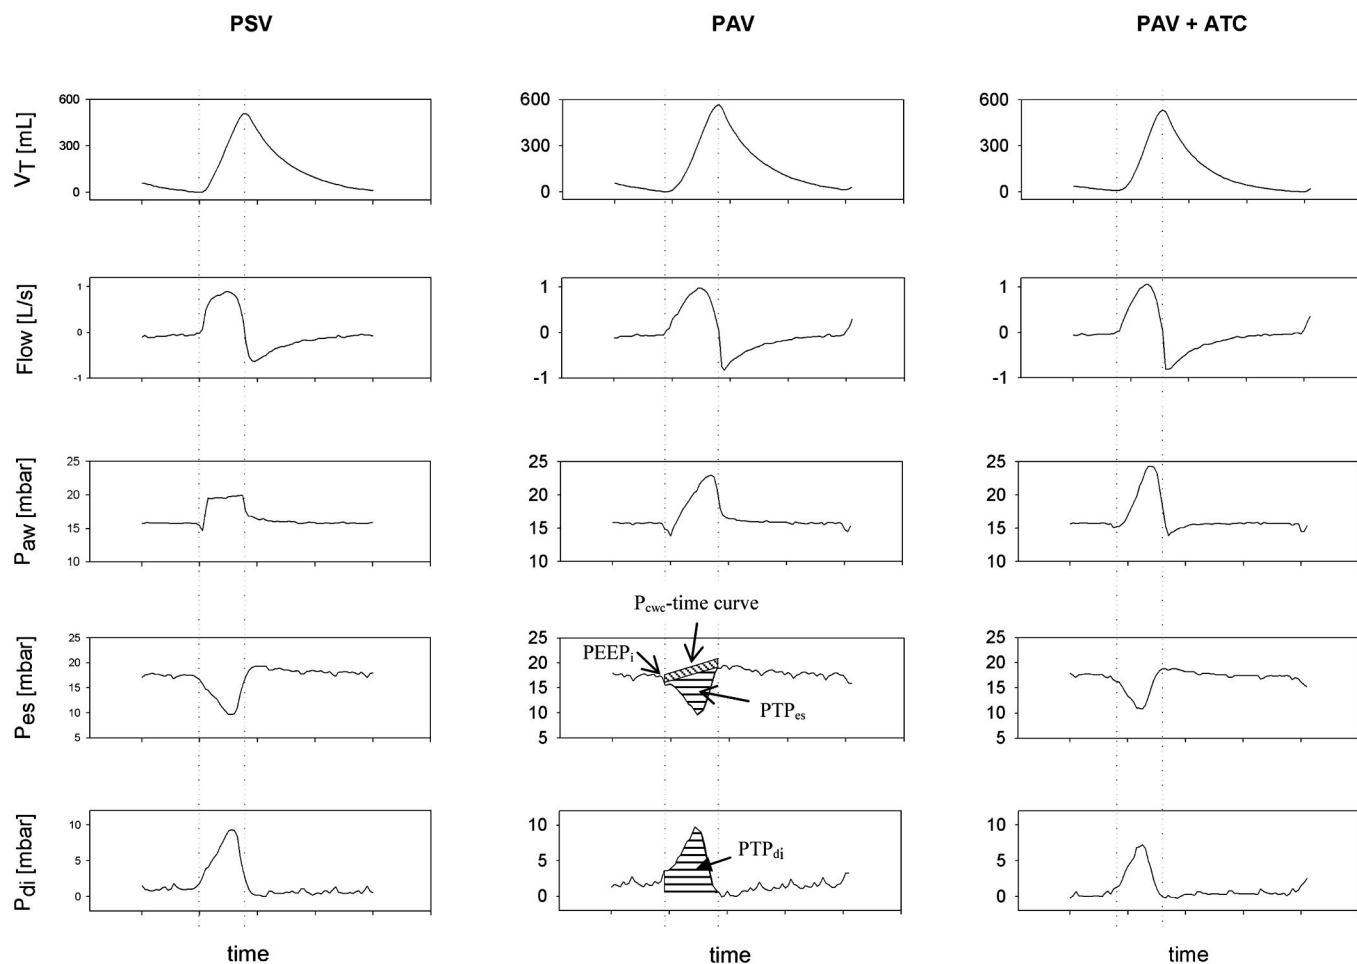 PSV PAV PAV + ATC
V_T [mL] 600 300 0 600 300 0 600 300 0
Flow [L/s] 1 0 -1 1 0 -1 1 0 -1
P_aw [mbar] 25 20 15 10 25 20 15 10 25 20 15 10
P_cwc-time curve
PEEP_i
P_es [mbar] 25 20 15 10 5 25 20 15 10 5 25 20 15 10 5
PTP_es
P_di [mbar] 10 5 0 10 5 0 10 5 0
PTP_di
time time time